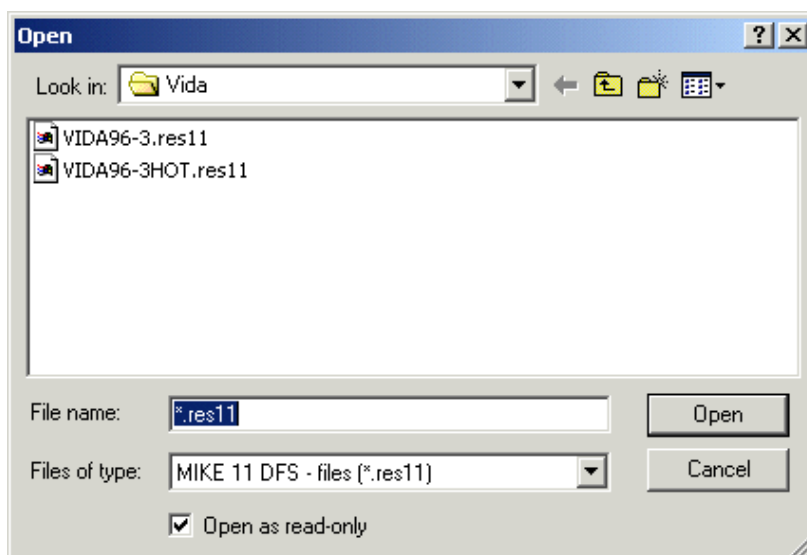 Open
Look in: Vida
VIDA96-3.res11
VIDA96-3HOT.res11
File name: *.res11 Open
Files of type: MIKE 11 DFS - files (*.res11) Cancel
Open as read-only